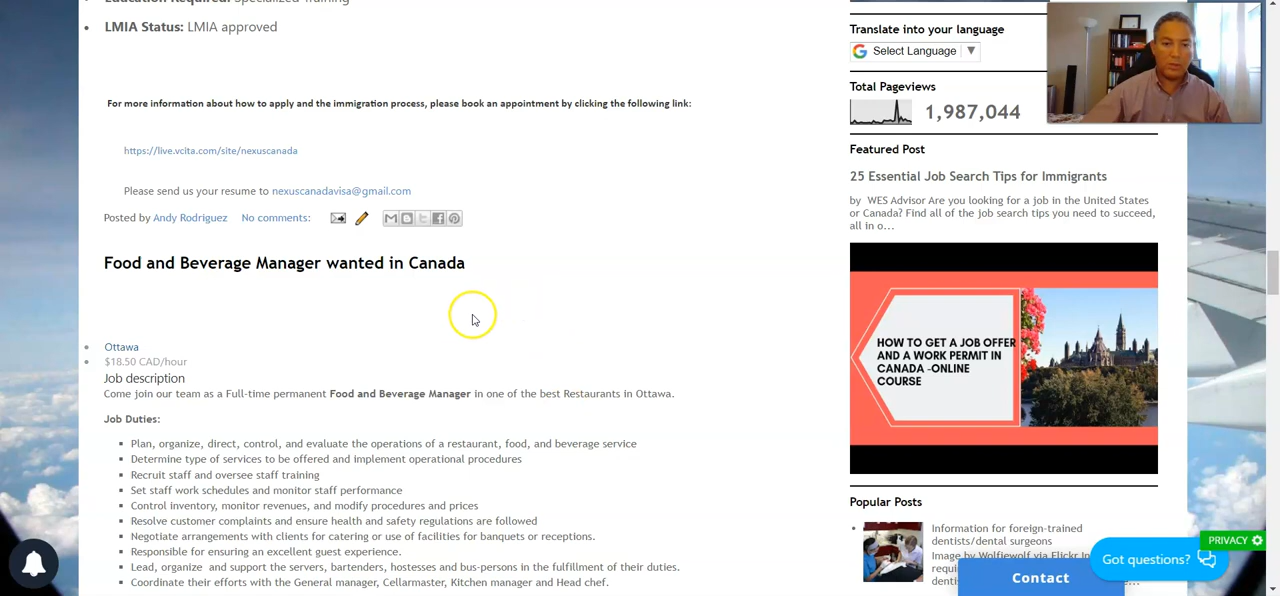 Education Required: Specialized Training
LMIA Status: LMIA approved
For more information about how to apply and the immigration process, please book an appointment by clicking the following link:
https://live.vcita.com/site/nexuscanada
Please send us your resume to nexuscanadavisa@gmail.com
Posted by Andy Rodriguez No comments:
Food and Beverage Manager wanted in Canada
Ottawa
$18.50 CAD/hour
Job description
Come join our team as a Full-time permanent Food and Beverage Manager in one of the best Restaurants in Ottawa.
Job Duties:
Plan, organize, direct, control, and evaluate the operations of a restaurant, food, and beverage service
Determine type of services to be offered and implement operational procedures
Recruit staff and oversee staff training
Set staff work schedules and monitor staff performance
Control inventory, monitor revenues, and modify procedures and prices
Resolve customer complaints and ensure health and safety regulations are followed
Negotiate arrangements with clients for catering or use of facilities for banquets or receptions.
Responsible for ensuring an excellent guest experience.
Lead, organize and support the servers, bartenders, hostesses and bus-persons in the fulfillment of their duties.
Coordinate their efforts with the General manager, Cellarmaster, Kitchen manager and Head chef.
Translate into your language
Select Language ▼
Total Pageviews
1,987,044
Featured Post
25 Essential Job Search Tips for Immigrants
by WES Advisor Are you looking for a job in the United States
or Canada? Find all of the job search tips you need to succeed,
all in o...
HOW TO GET A JOB OFFER
AND A WORK PERMIT IN
CANADA -ONLINE
COURSE
Popular Posts
Information for foreign-trained
dentists/dental surgeons
Image by Wolfiewolf via Flickr
PRIVACY
Got questions?
Contact